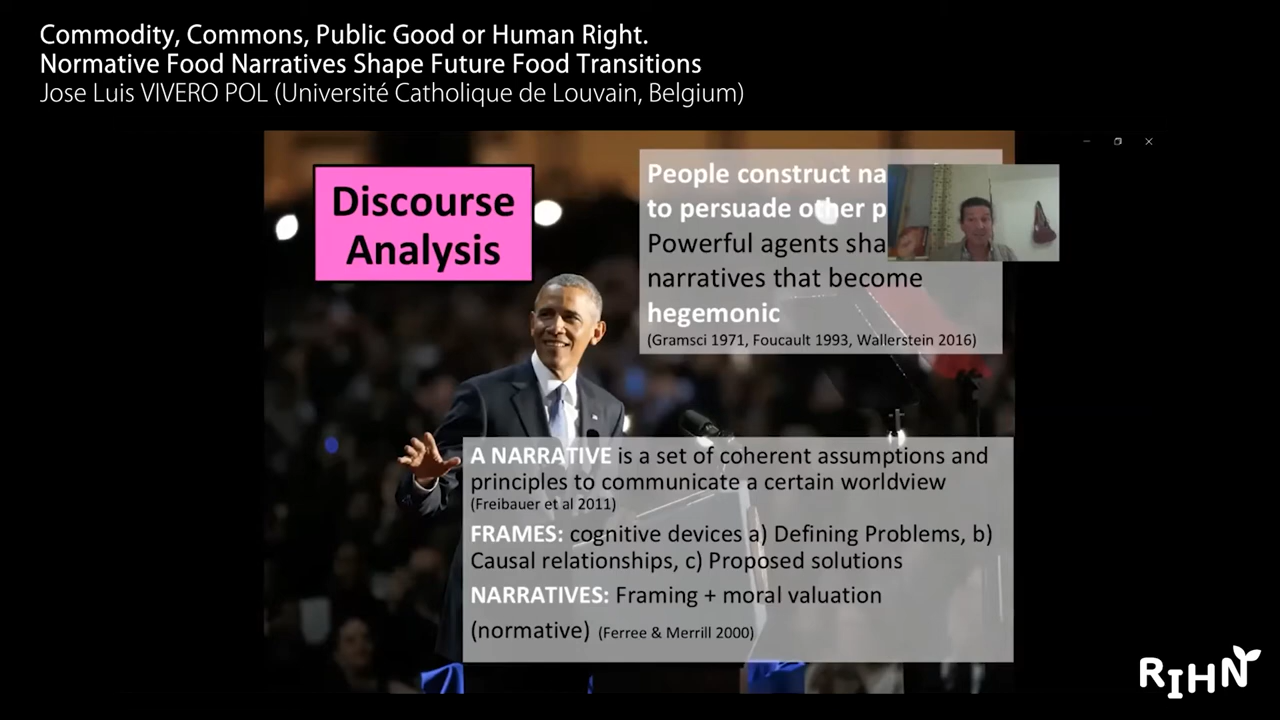 Commodity, Commons, Public Good or Human Right.
Normative Food Narratives Shape Future Food Transitions
Jose Luis VIVERO POL (Université Catholique de Louvain, Belgium)
Discourse
Analysis
People construct
to persuade other
Powerful agents
narratives that become
hegemonic
(Gramsci 1971, Foucault 1993, Wallerstein 2016)
A NARRATIVE is a set of coherent assumptions and
principles to communicate a certain worldview
(Freibauer et al 2011)
FRAMES: cognitive devices a) Defining Problems, b)
Causal relationships, c) Proposed solutions
NARRATIVES: Framing + moral valuation
(normative) (Ferree & Merrill 2000)
RIHN